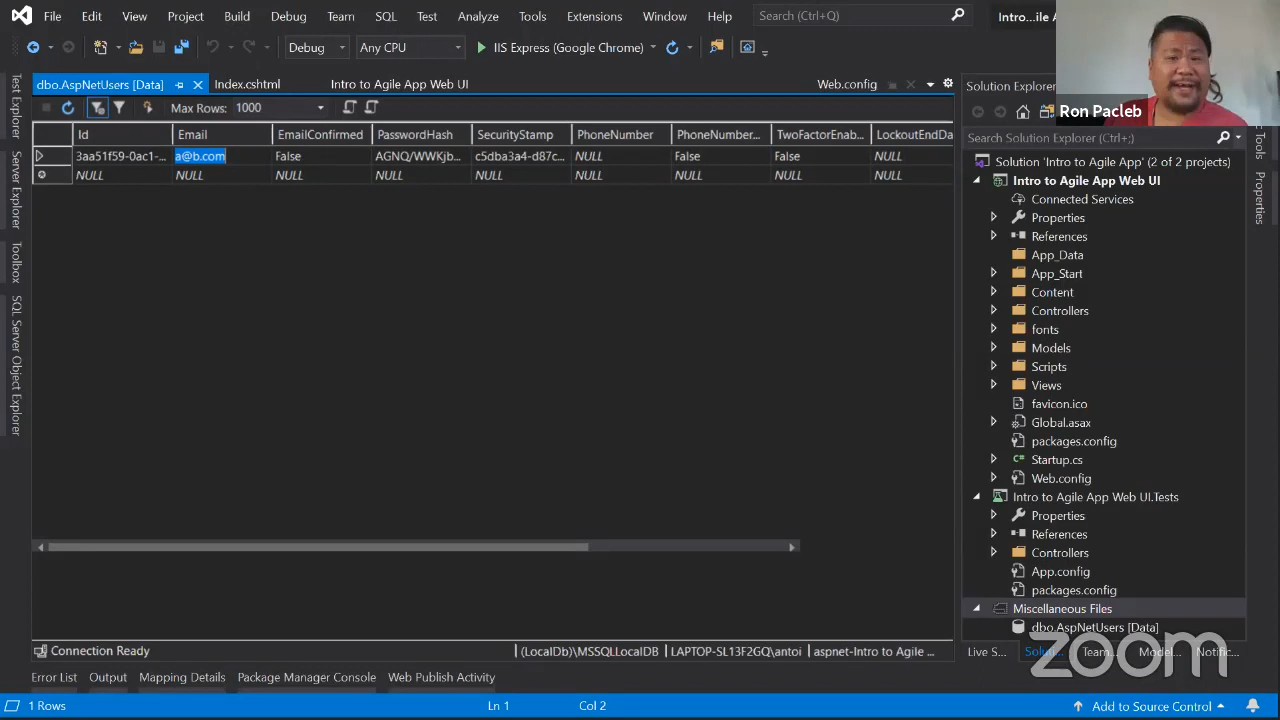 File Edit View Project Build Debug Team SQL Test Analyze Tools Extensions Window Help Search (Ctrl+Q) Intro...ile App
Debug Any CPU IIS Express (Google Chrome)
Ron Pacleb
dbo.AspNetUsers [Data] Index.cshtml Intro to Agile App Web UI Web.config
Solution Explorer
Max Rows: 1000
Search Solution Explorer (Ctrl+;)
Id Email EmailConfirmed PasswordHash SecurityStamp PhoneNumber PhoneNumber... TwoFactorEnab... LockoutEndDa
3aa51f59-0ac1-... a@b.com False AGNQ/WWKjb... c5dba3a4-d87c... NULL False False NULL
NULL NULL NULL NULL NULL NULL NULL NULL NULL
Test Explorer
Server Explorer
Toolbox
SQL Server Object Explorer
Solution 'Intro to Agile App' (2 of 2 projects)
Intro to Agile App Web UI
Connected Services
Properties
References
App_Data
App_Start
Content
Controllers
fonts
Models
Scripts
Views
favicon.ico
Global.asax
packages.config
Startup.cs
Web.config
Intro to Agile App Web UI.Tests
Properties
References
Controllers
App.config
packages.config
Miscellaneous Files
dbo.AspNetUsers [Data]
Tools
Properties
Connection Ready (LocalDb)\MSSQLLocalDB LAPTOP-SL13F2GQ\antoi aspnet-Intro to Agile ...
Live S... Solut... Team... Model... Notific...
zoom
Error List Output Mapping Details Package Manager Console Web Publish Activity
1 Rows Ln 1 Col 2 Add to Source Control